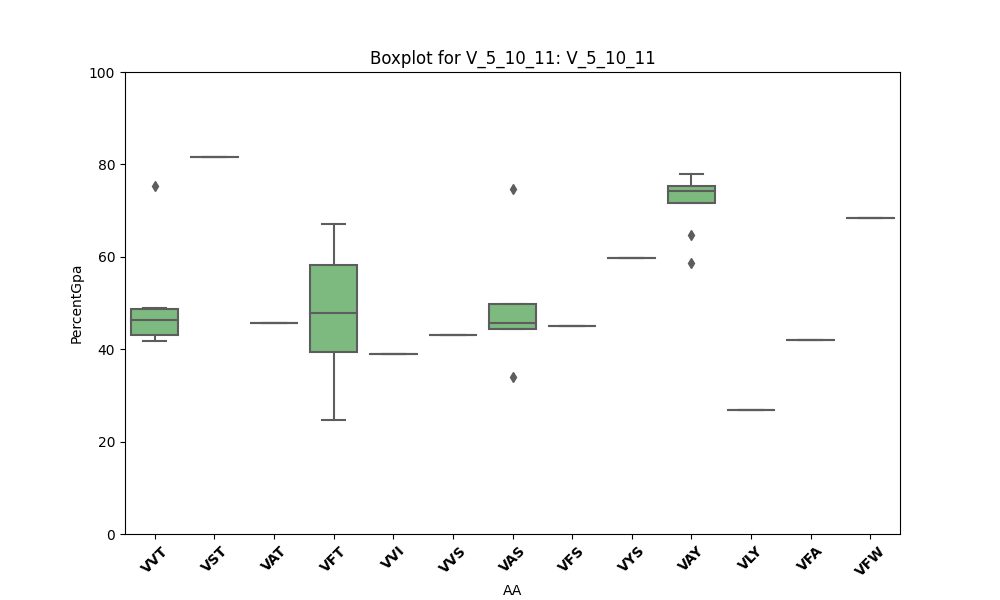 Boxplot for V_5_10_11: V_5_10_11
100
80
60
40
20
0
PercentGpa
VVT VST VAT VFT VVI VVS VAS VFS VYS VAY VLY VFA VFW
AA